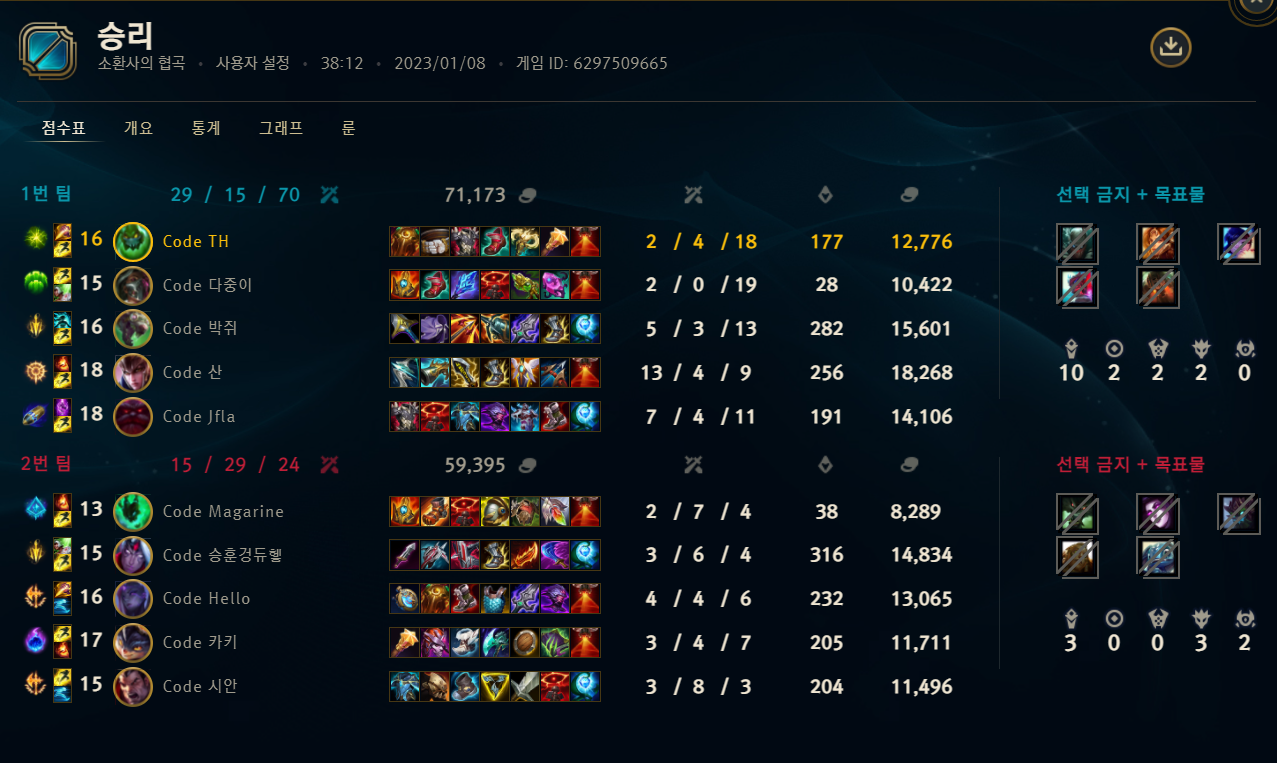 승리
소환사의 협곡 • 사용자 설정 • 38:12 • 2023/01/08 • 게임 ID: 6297509665
점수표 개요 통계 그래프 룬
1번 팀 29 / 15 / 70 71,173 선택 금지 + 목표물
16 Code TH 2 / 4 / 18 177 12,776
15 Code 다중이 2 / 0 / 19 28 10,422
16 Code 박쥐 5 / 3 / 13 282 15,601
18 Code 산 13 / 4 / 9 256 18,268
18 Code Jfla 7 / 4 / 11 191 14,106
10 2 2 2 0
2번 팀 15 / 29 / 24 59,395 선택 금지 + 목표물
13 Code Magarine 2 / 7 / 4 38 8,289
15 Code 승훈겅듀헿 3 / 6 / 4 316 14,834
16 Code Hello 4 / 4 / 6 232 13,065
17 Code 카키 3 / 4 / 7 205 11,711
15 Code 시안 3 / 8 / 3 204 11,496
3 0 0 3 2